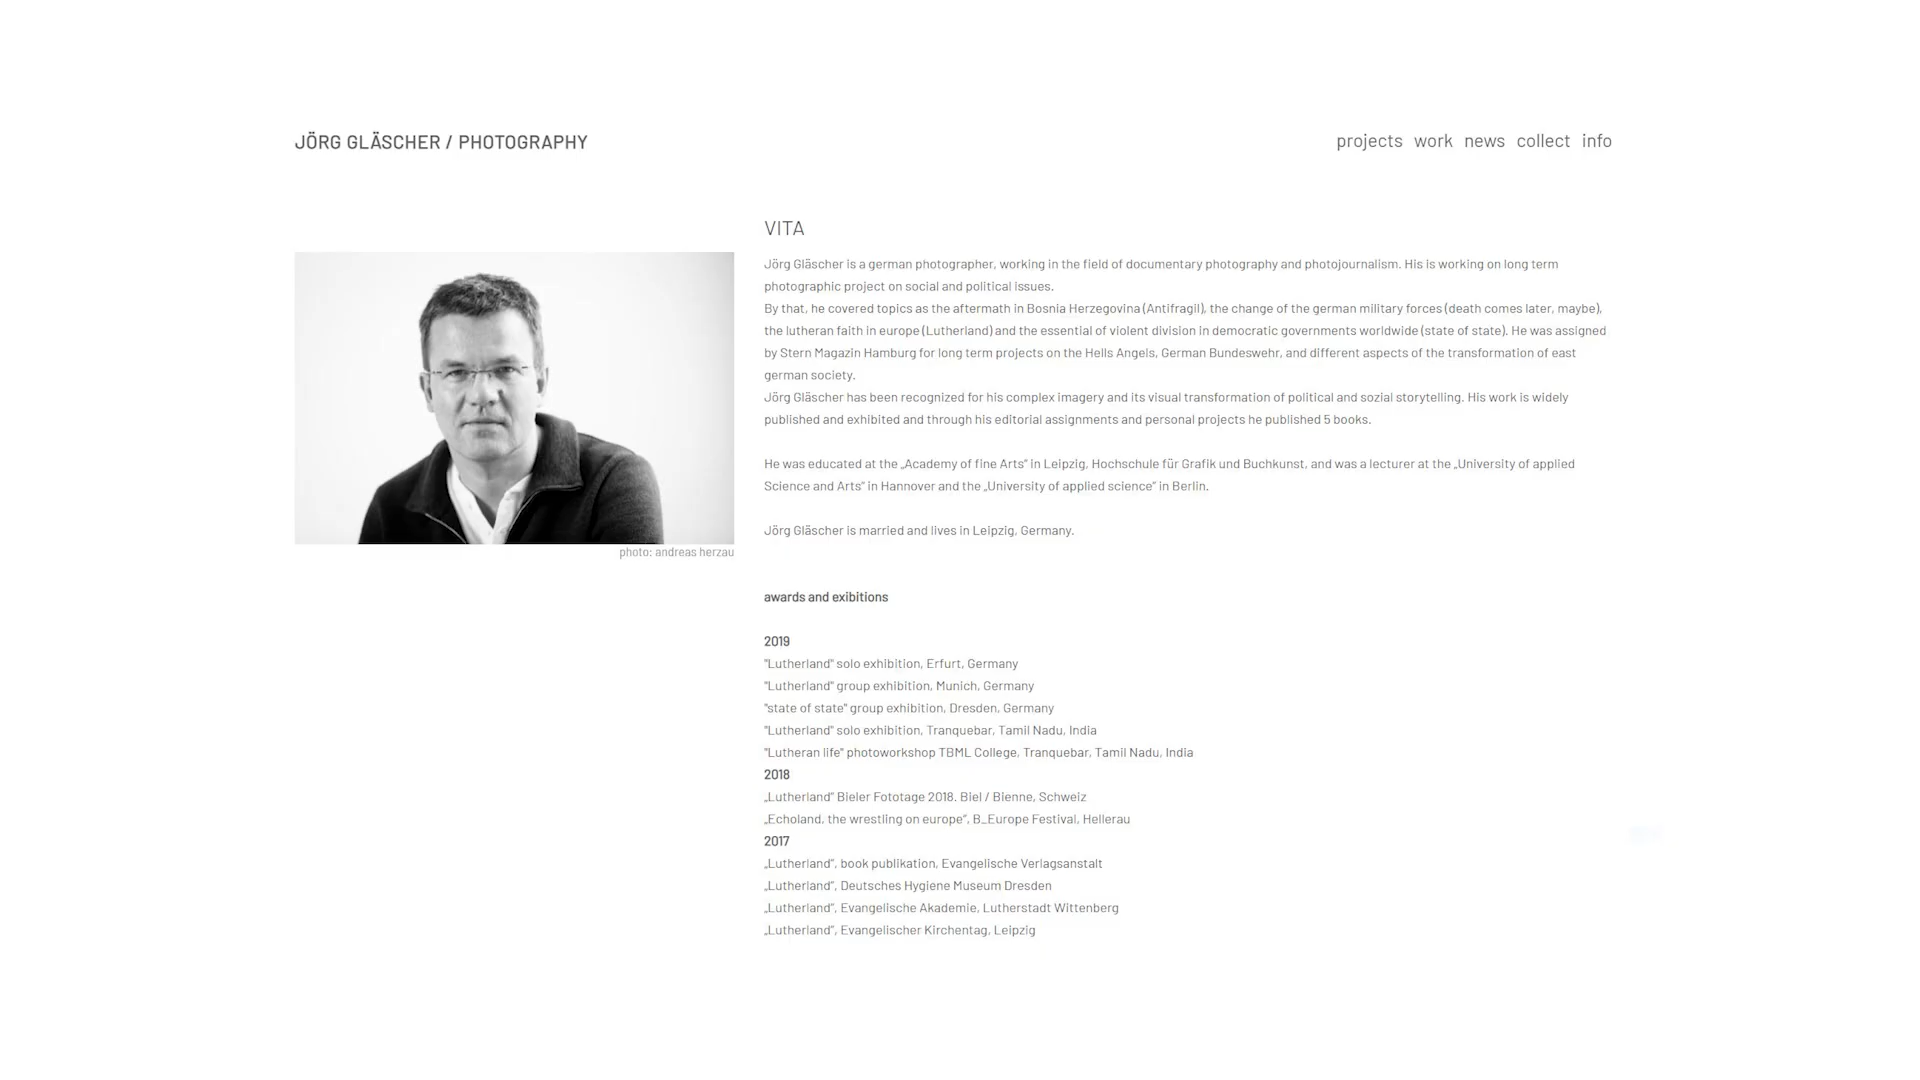 JÖRG GLÄSCHER / PHOTOGRAPHY
projects work news collect info
VITA
Jörg Gläscher is a german photographer, working in the field of documentary photography and photojournalism. His is working on long term
photographic project on social and political issues.
By that, he covered topics as the aftermath in Bosnia Herzegovina (Antifragil), the change of the german military forces (death comes later, maybe),
the lutheran faith in europe (Lutherland) and the essential of violent division in democratic governments worldwide (state of state). He was assigned
by Stern Magazin Hamburg for long term projects on the Hells Angels, German Bundeswehr, and different aspects of the transformation of east
german society.
Jörg Gläscher has been recognized for his complex imagery and its visual transformation of political and sozial storytelling. His work is widely
published and exhibited and through his editorial assignments and personal projects he published 5 books.
He was educated at the „Academy of fine Arts“ in Leipzig, Hochschule für Grafik und Buchkunst, and was a lecturer at the „University of applied
Science and Arts“ in Hannover and the „University of applied science“ in Berlin.
Jörg Gläscher is married and lives in Leipzig, Germany.
photo: andreas herzau
awards and exibitions
2019
"Lutherland" solo exhibition, Erfurt, Germany
"Lutherland" group exhibition, Munich, Germany
"state of state" group exhibition, Dresden, Germany
"Lutherland" solo exhibition, Tranquebar, Tamil Nadu, India
"Lutheran life" photoworkshop TBML College, Tranquebar, Tamil Nadu, India
2018
„Lutherland“ Bieler Fototage 2018. Biel / Bienne, Schweiz
„Echoland, the wrestling on europe“, B_Europe Festival, Hellerau
2017
„Lutherland“, book publikation, Evangelische Verlagsanstalt
„Lutherland“, Deutsches Hygiene Museum Dresden
„Lutherland“, Evangelische Akademie, Lutherstadt Wittenberg
„Lutherland“, Evangelischer Kirchentag, Leipzig